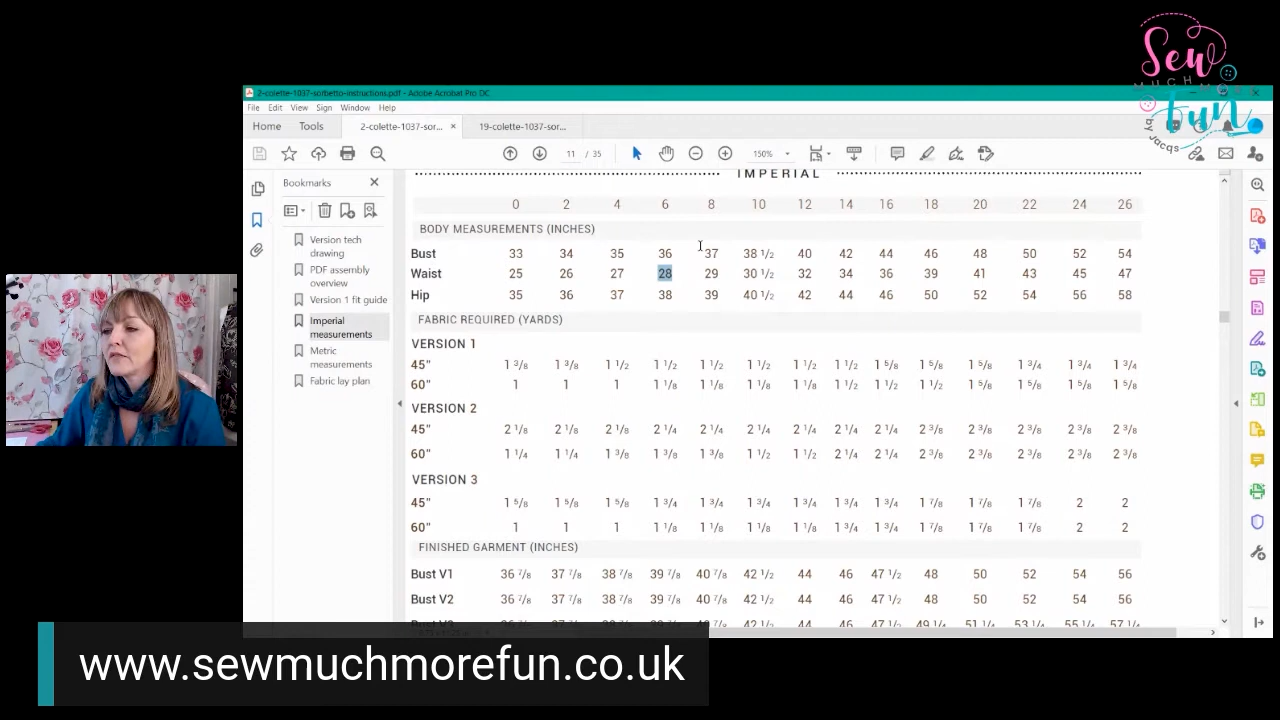 Sew
MUCH MORE
Fun
by Jacqs
2-colette-1037-sorbetto-instructions.pdf - Adobe Acrobat Pro DC
File Edit View Sign Window Help
Home Tools 2-colette-1037-sor... × 19-colette-1037-sor...
11 / 35 150%
Bookmarks
Version tech
drawing
PDF assembly
overview
Version 1 fit guide
Imperial
measurements
Metric
measurements
Fabric lay plan
IMPERIAL
0 2 4 6 8 10 12 14 16 18 20 22 24 26
BODY MEASUREMENTS (INCHES)
Bust 33 34 35 36 37 38 1/2 40 42 44 46 48 50 52 54
Waist 25 26 27 28 29 30 1/2 32 34 36 39 41 43 45 47
Hip 35 36 37 38 39 40 1/2 42 44 46 50 52 54 56 58
FABRIC REQUIRED (YARDS)
VERSION 1
45" 1 3/8 1 3/8 1 1/2 1 1/2 1 1/2 1 1/2 1 1/2 1 1/2 1 5/8 1 5/8 1 5/8 1 3/4 1 3/4 1 3/4
60" 1 1 1 1 1/8 1 1/8 1 1/8 1 1/8 1 1/2 1 1/2 1 1/2 1 5/8 1 5/8 1 5/8 1 5/8
VERSION 2
45" 2 1/8 2 1/8 2 1/8 2 1/4 2 1/4 2 1/4 2 1/4 2 1/4 2 1/4 2 3/8 2 3/8 2 3/8 2 3/8 2 3/8
60" 1 1/4 1 1/4 1 3/8 1 3/8 1 3/8 1 1/2 1 1/2 2 1/4 2 1/4 2 3/8 2 3/8 2 3/8 2 3/8 2 3/8
VERSION 3
45" 1 5/8 1 5/8 1 5/8 1 3/4 1 3/4 1 3/4 1 3/4 1 3/4 1 3/4 1 7/8 1 7/8 1 7/8 2 2
60" 1 1 1 1 1/8 1 1/8 1 1/8 1 1/8 1 3/4 1 3/4 1 7/8 1 7/8 1 7/8 2 2
FINISHED GARMENT (INCHES)
Bust V1 36 7/8 37 7/8 38 7/8 39 7/8 40 7/8 42 1/2 44 46 47 1/2 48 50 52 54 56
Bust V2 36 7/8 37 7/8 38 7/8 39 7/8 40 7/8 42 1/2 44 46 47 1/2 48 50 52 54 56
www.sewmuchmorefun.co.uk